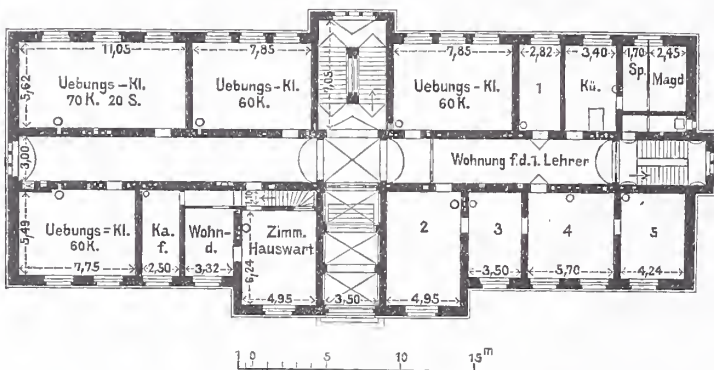 11,05
7,85
7,85
2,82
3,40
1,70
2,45
5,62
Uebungs-Kl.
70 K. 20 S.
Uebungs-Kl.
60 K.
7,05
Uebungs-Kl.
60 K.
1
Kü.
Sp.
Magd
3,00
Wohnung f.d.1. Lehrer
5,49
Uebungs=Kl.
60 K.
7,75
Ka.
f.
2,50
Wohn-
d.
3,32
6,24
Zimm.
Hauswart
4,95
3,50
2
4,95
3
3,50
4
5,70
5
4,24
1 0 5 10 15 m